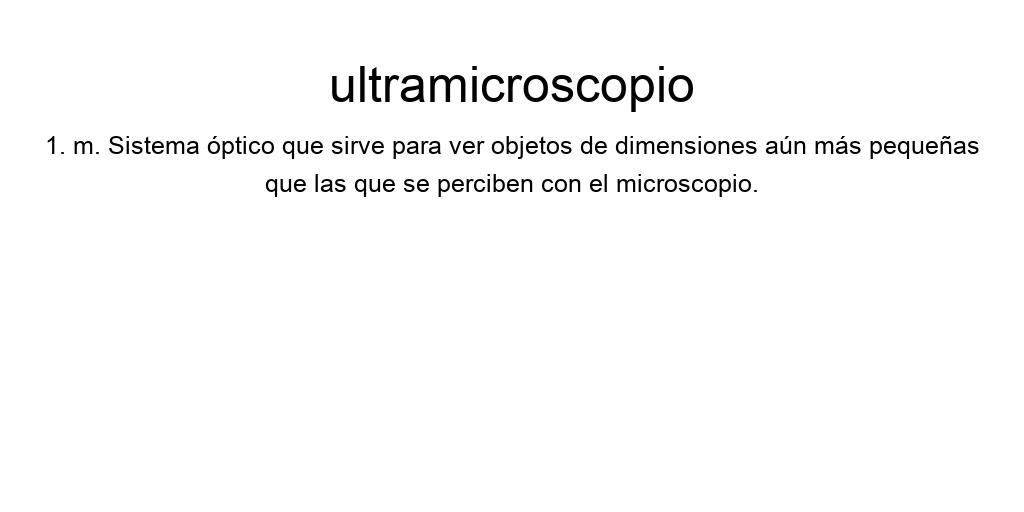 ultramicroscopio
1. m. Sistema óptico que sirve para ver objetos de dimensiones aún más pequeñas
que las que se perciben con el microscopio.